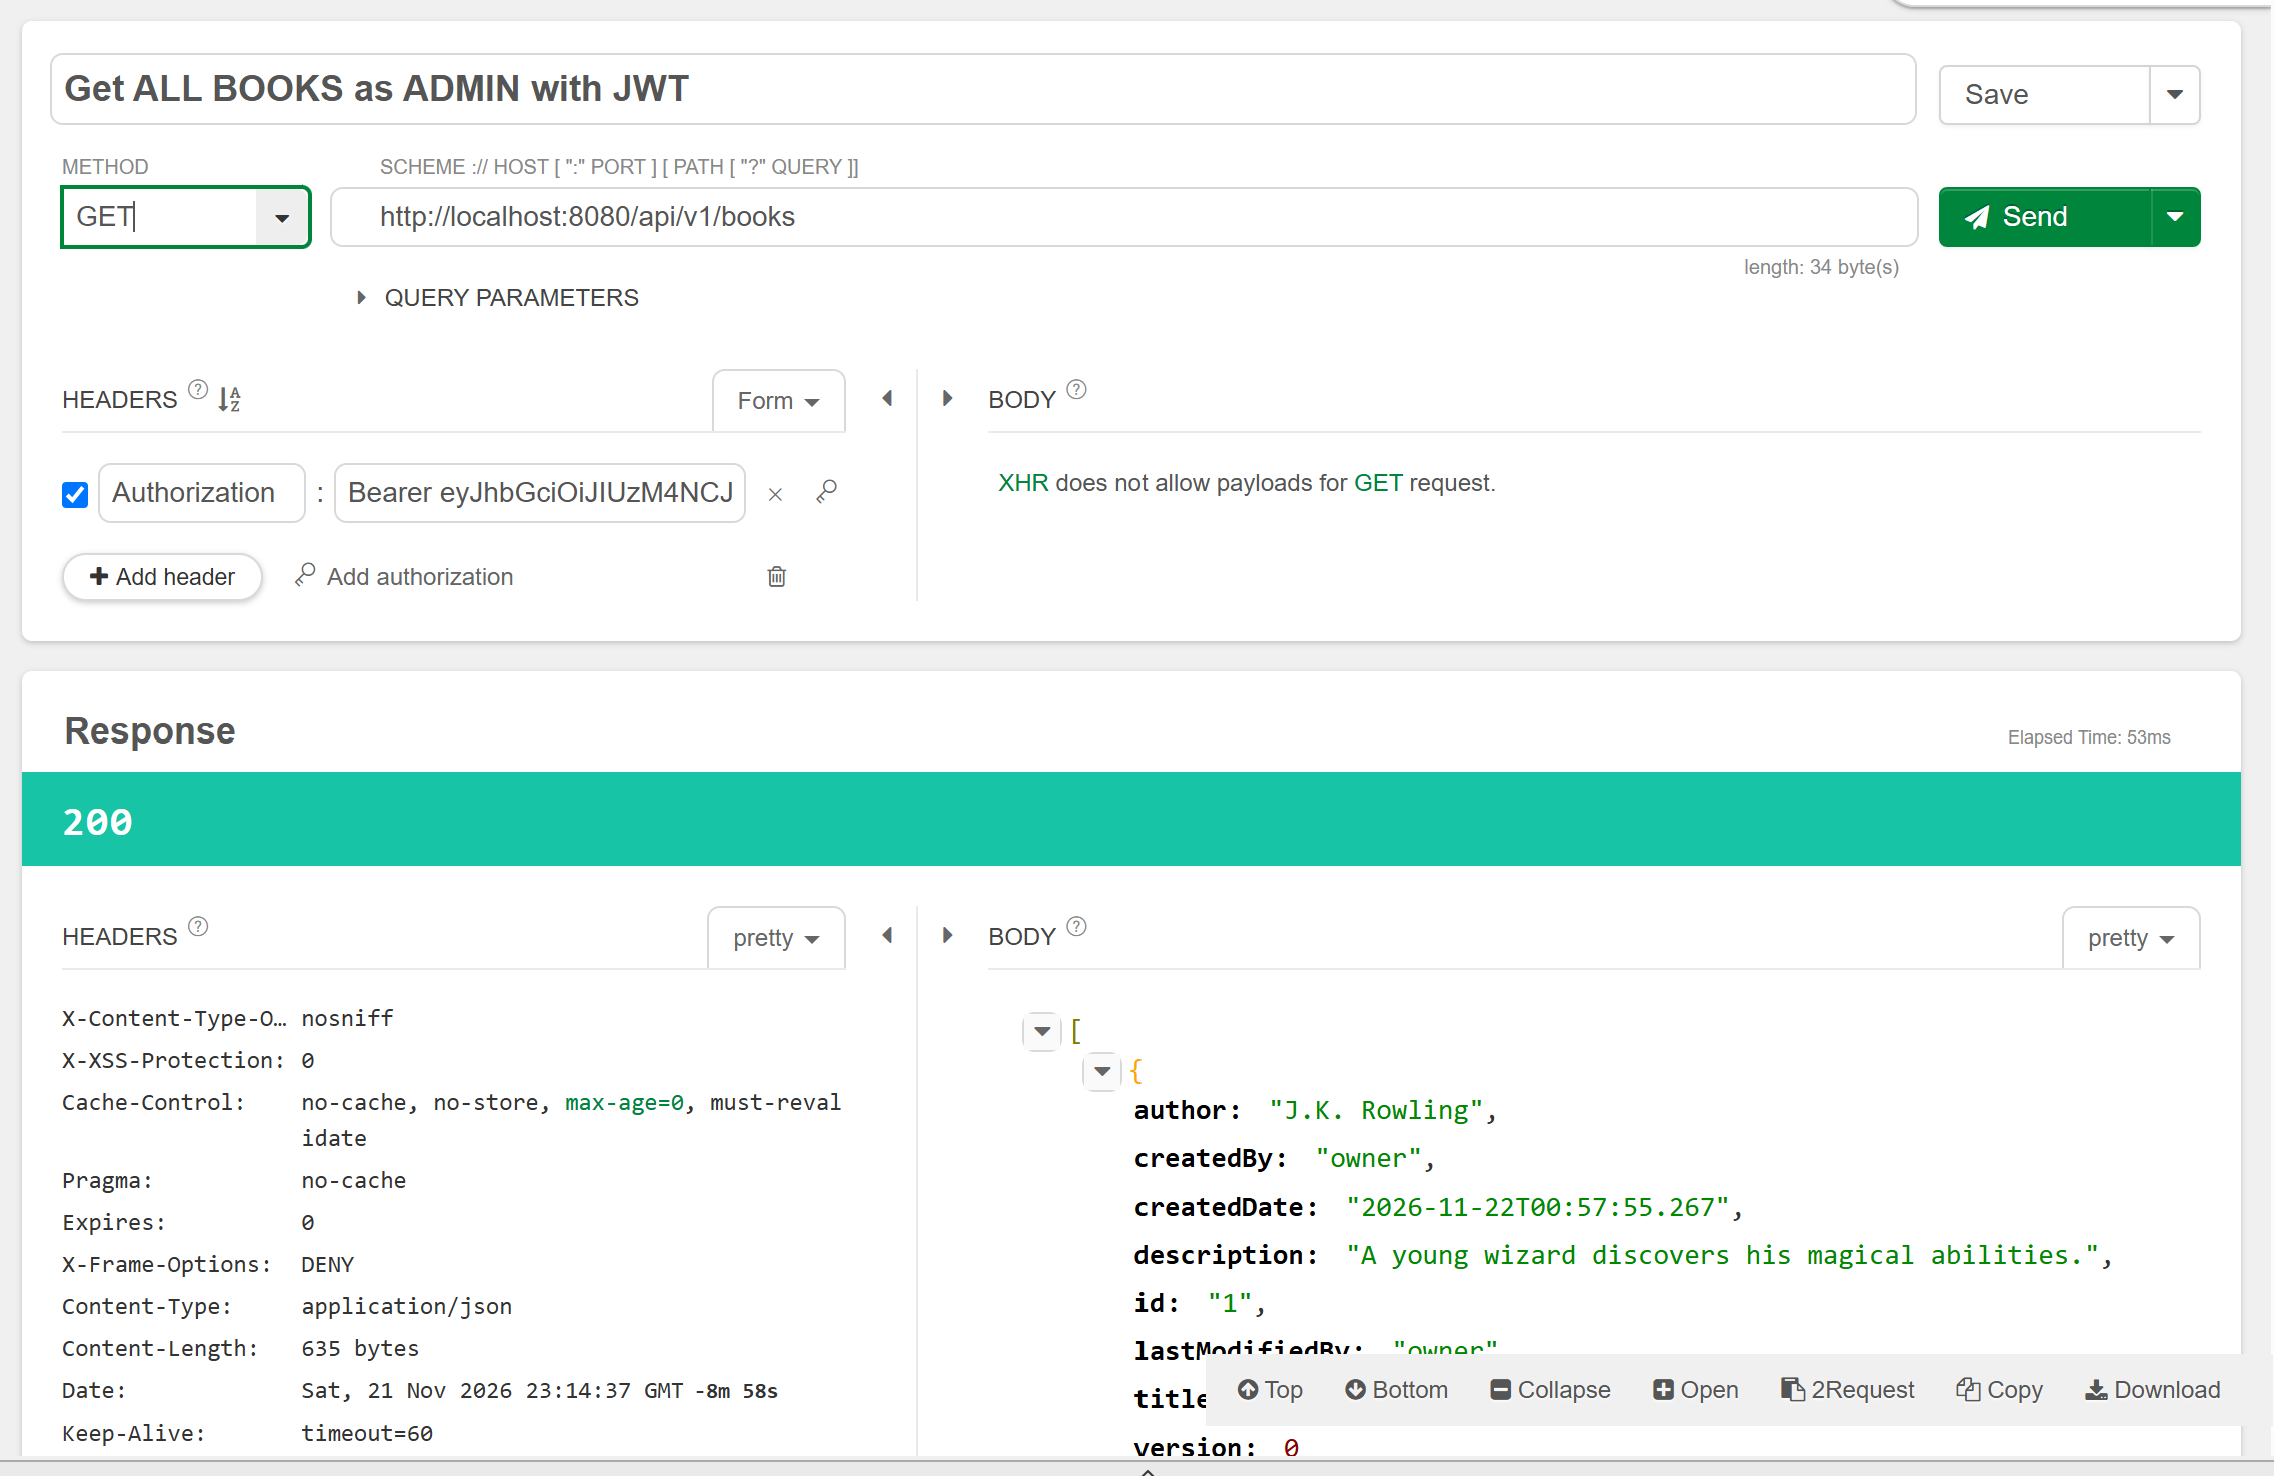 Get ALL BOOKS as ADMIN with JWT
Save
METHOD
SCHEME :// HOST [ ":" PORT ] [ PATH [ "?" QUERY ]]
GET
http://localhost:8080/api/v1/books
Send
length: 34 byte(s)
QUERY PARAMETERS
HEADERS ? A Z
Form
BODY ?
Authorization : Bearer eyJhbGciOiJIUzM4NCJ
XHR does not allow payloads for GET request.
Add header
Add authorization
Response
Elapsed Time: 53ms
200
HEADERS ?
pretty
BODY ?
pretty
X-Content-Type-O… nosniff
X-XSS-Protection: 0
Cache-Control: no-cache, no-store, max-age=0, must-reval
idate
Pragma: no-cache
Expires: 0
X-Frame-Options: DENY
Content-Type: application/json
Content-Length: 635 bytes
Date: Sat, 21 Nov 2026 23:14:37 GMT -8m 58s
Keep-Alive: timeout=60
[
{
author: "J.K. Rowling",
createdBy: "owner",
createdDate: "2026-11-22T00:57:55.267",
description: "A young wizard discovers his magical abilities.",
id: "1",
lastModifiedBy: "owner"
title
version: 0
Top
Bottom
Collapse
Open
2Request
Copy
Download